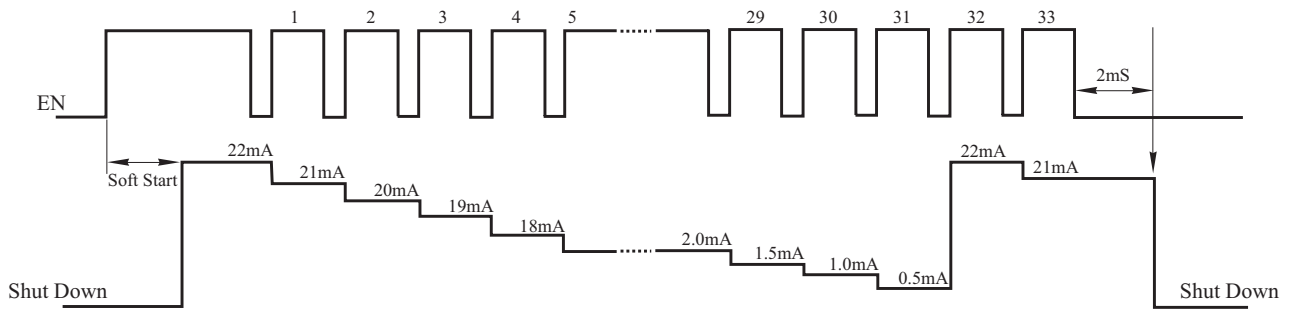 1 2 3 4 5 29 30 31 32 33
2mS
EN
22mA 22mA
Soft Start 21mA 21mA
20mA
19mA
18mA
2.0mA
1.5mA
1.0mA
0.5mA
Shut Down Shut Down